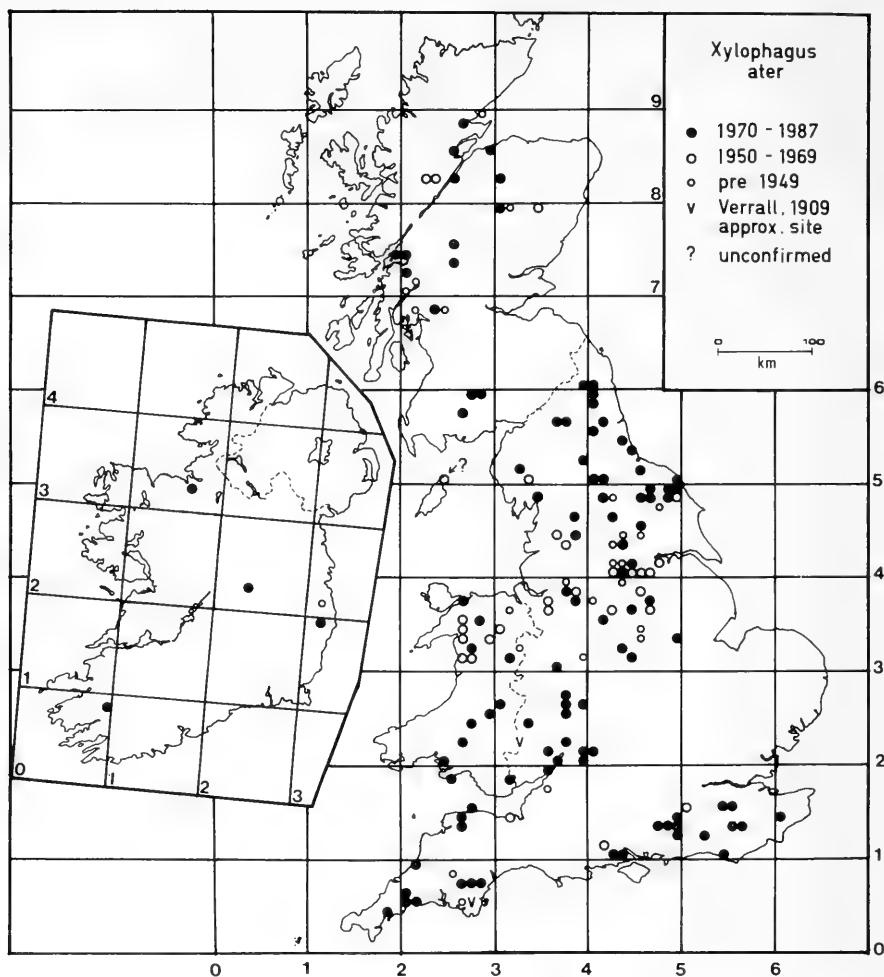 Xylophagus
ater
● 1970 - 1987
○ 1950 - 1969
○ pre 1949
v Verrall, 1909
approx. site
? unconfirmed
0 100
km
9
8
7
6
5
4
3
2
1
0
?
v
v
4
3
2
1
0
1
2
3
0 1 2 3 4 5 6